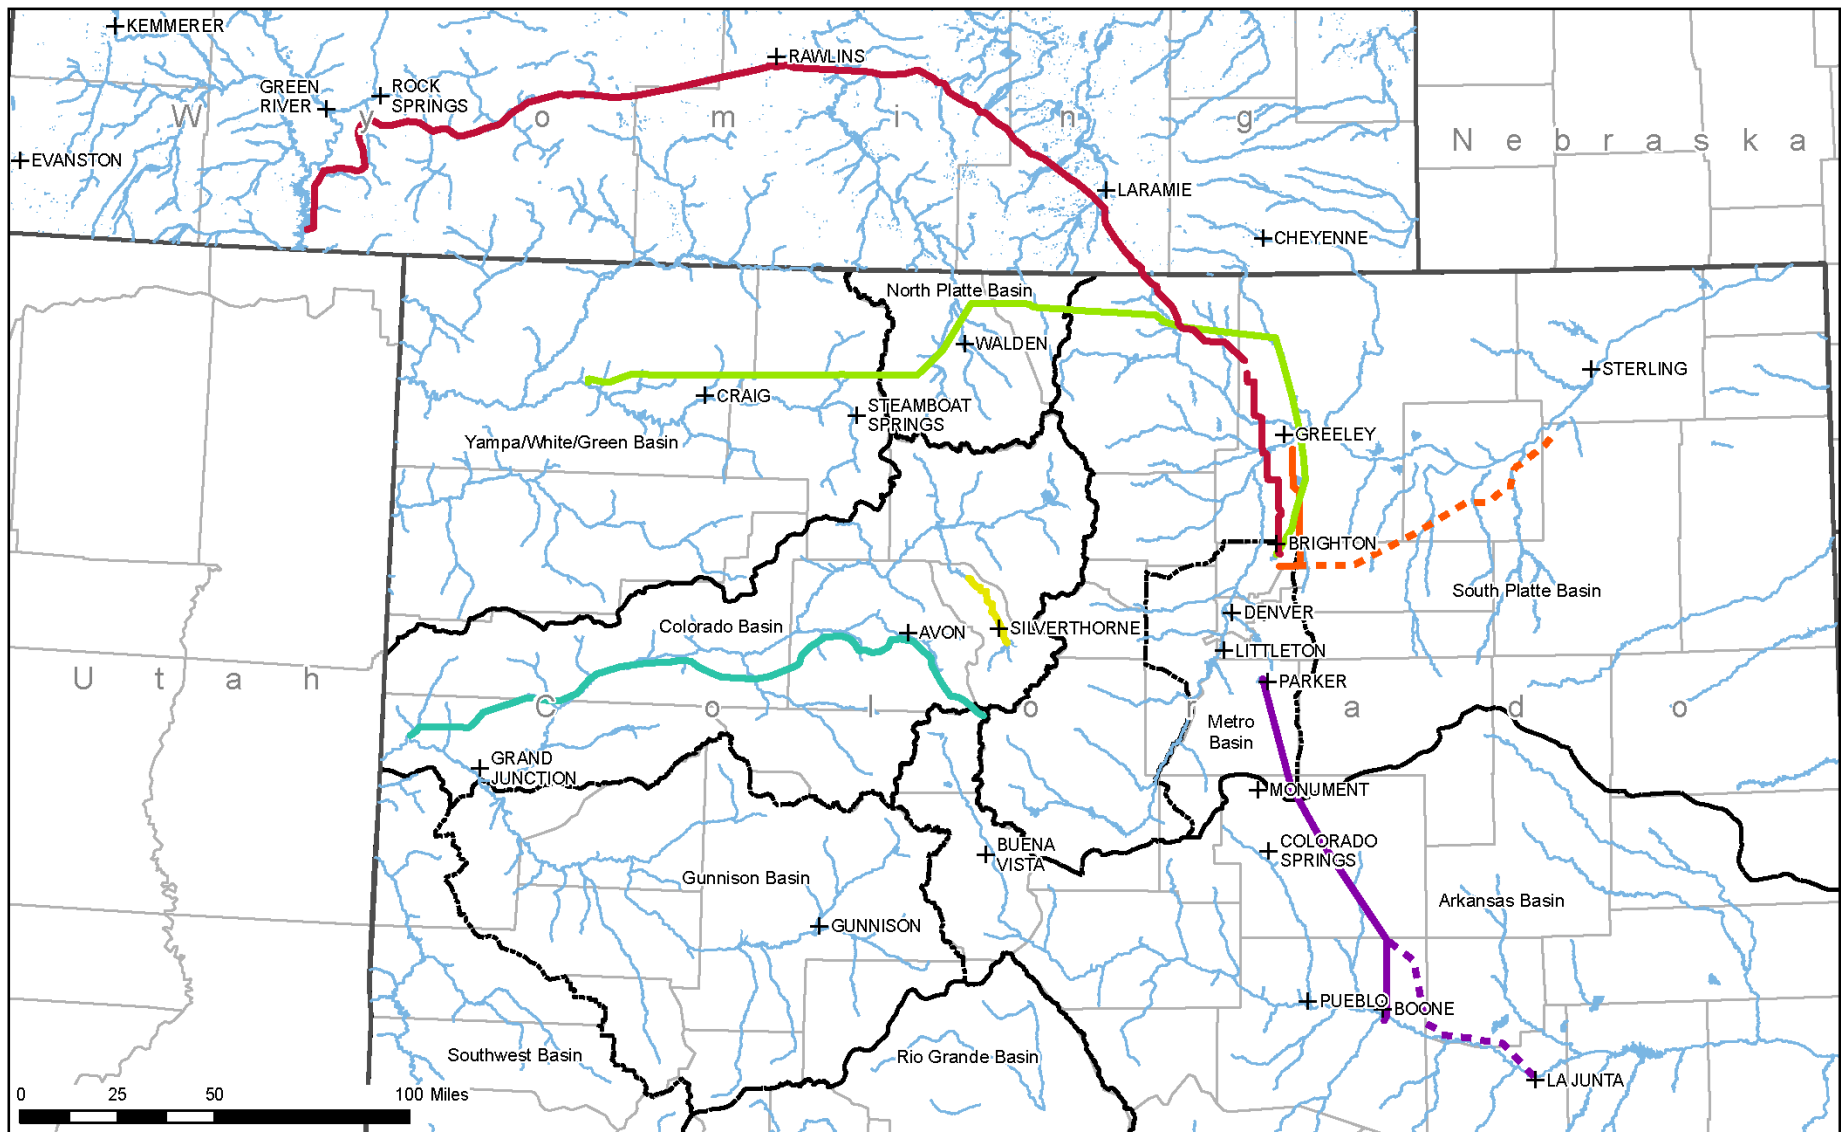 KEMMERER
RAWLINS
GREEN
RIVER
ROCK
SPRINGS
W y o m i n g
N e b r a s k a
EVANSTON
LARAMIE
CHEYENNE
North Platte Basin
WALDEN
STERLING
CRAIG
STEAMBOAT
SPRINGS
GREELEY
Yampa/White/Green Basin
BRIGHTON
South Platte Basin
DENVER
Colorado Basin
AVON
SILVERTHORNE
LITTLETON
U t a h
PARKER
C o l o r a d o
Metro
Basin
GRAND
JUNCTION
MONUMENT
COLORADO
SPRINGS
BUENA
VISTA
Gunnison Basin
Arkansas Basin
GUNNISON
PUEBLO
BOONE
Southwest Basin
Rio Grande Basin
LA JUNTA
0 25 50 100 Miles